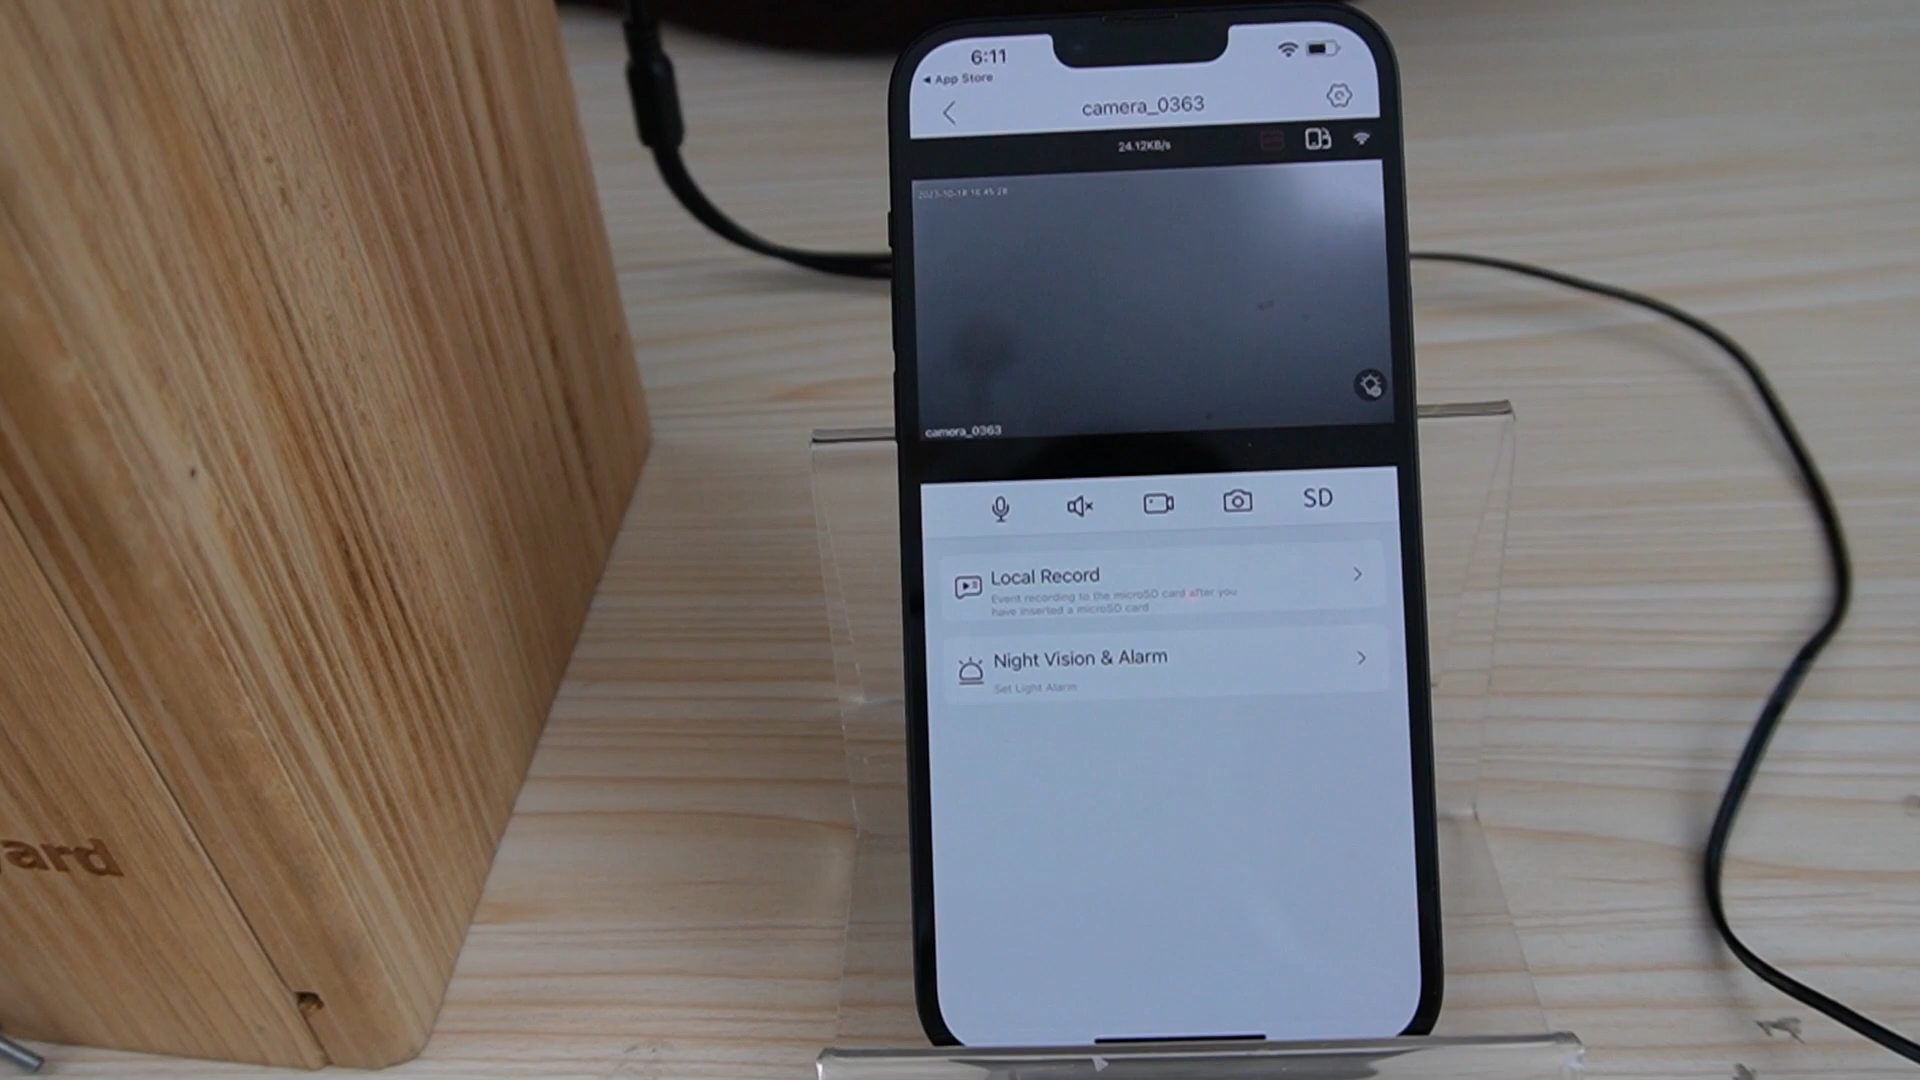 6:11
App Store
camera_0363
24.12KB/s
camera_0363
SD
Local Record
Event recording to the microSD card after you
have inserted a microSD card
Night Vision & Alarm
Set Light Alarm
ard